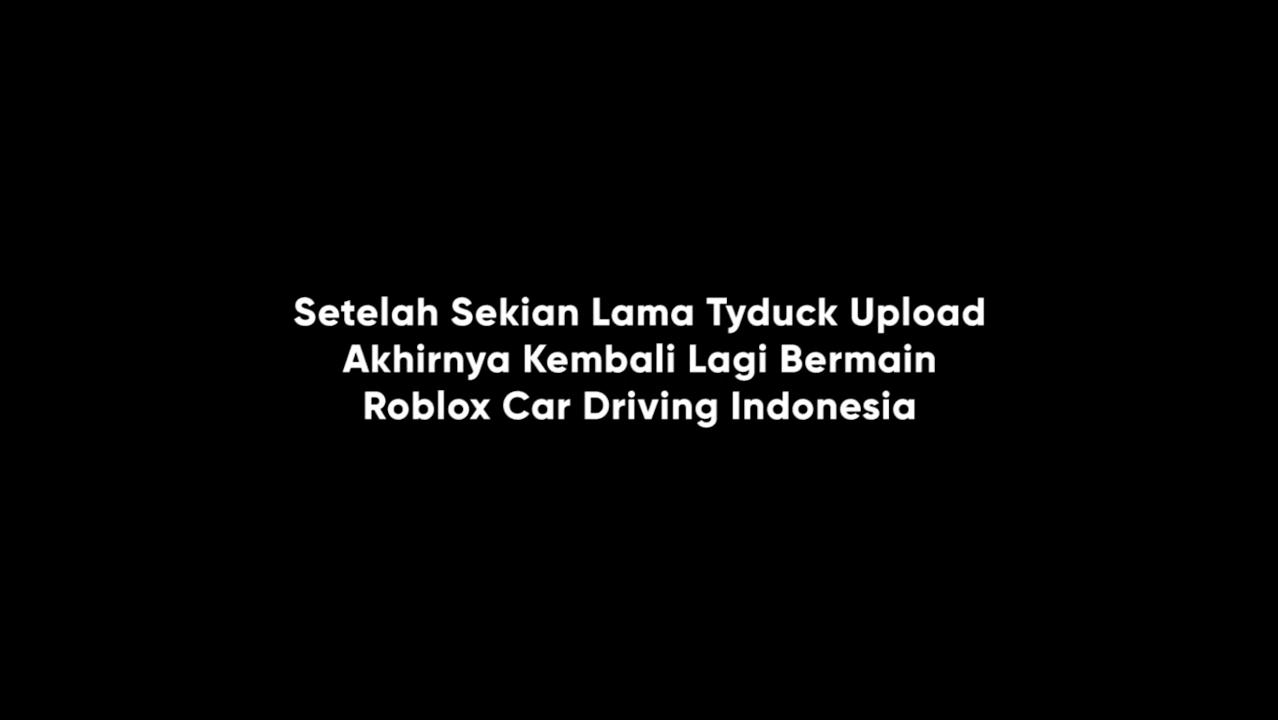 Setelah Sekian Lama Tyduck Upload
Akhirnya Kembali Lagi Bermain
Roblox Car Driving Indonesia